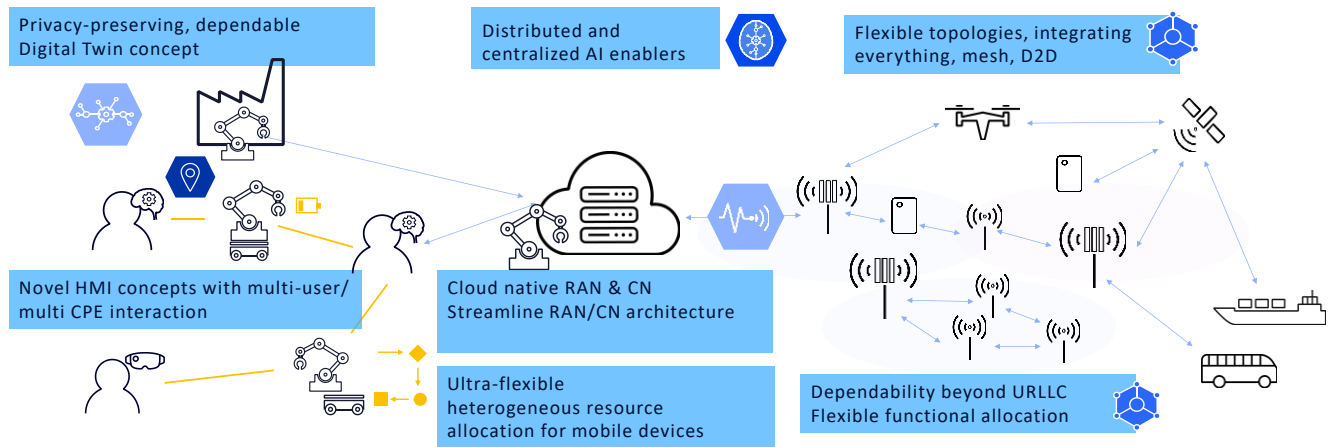 Privacy-preserving, dependable
Digital Twin concept
Distributed and
centralized AI enablers
Flexible topologies, integrating
everything, mesh, D2D
Novel HMI concepts with multi-user/
multi CPE interaction
Cloud native RAN & CN
Streamline RAN/CN architecture
Ultra-flexible
heterogeneous resource
allocation for mobile devices
Dependability beyond URLLC
Flexible functional allocation